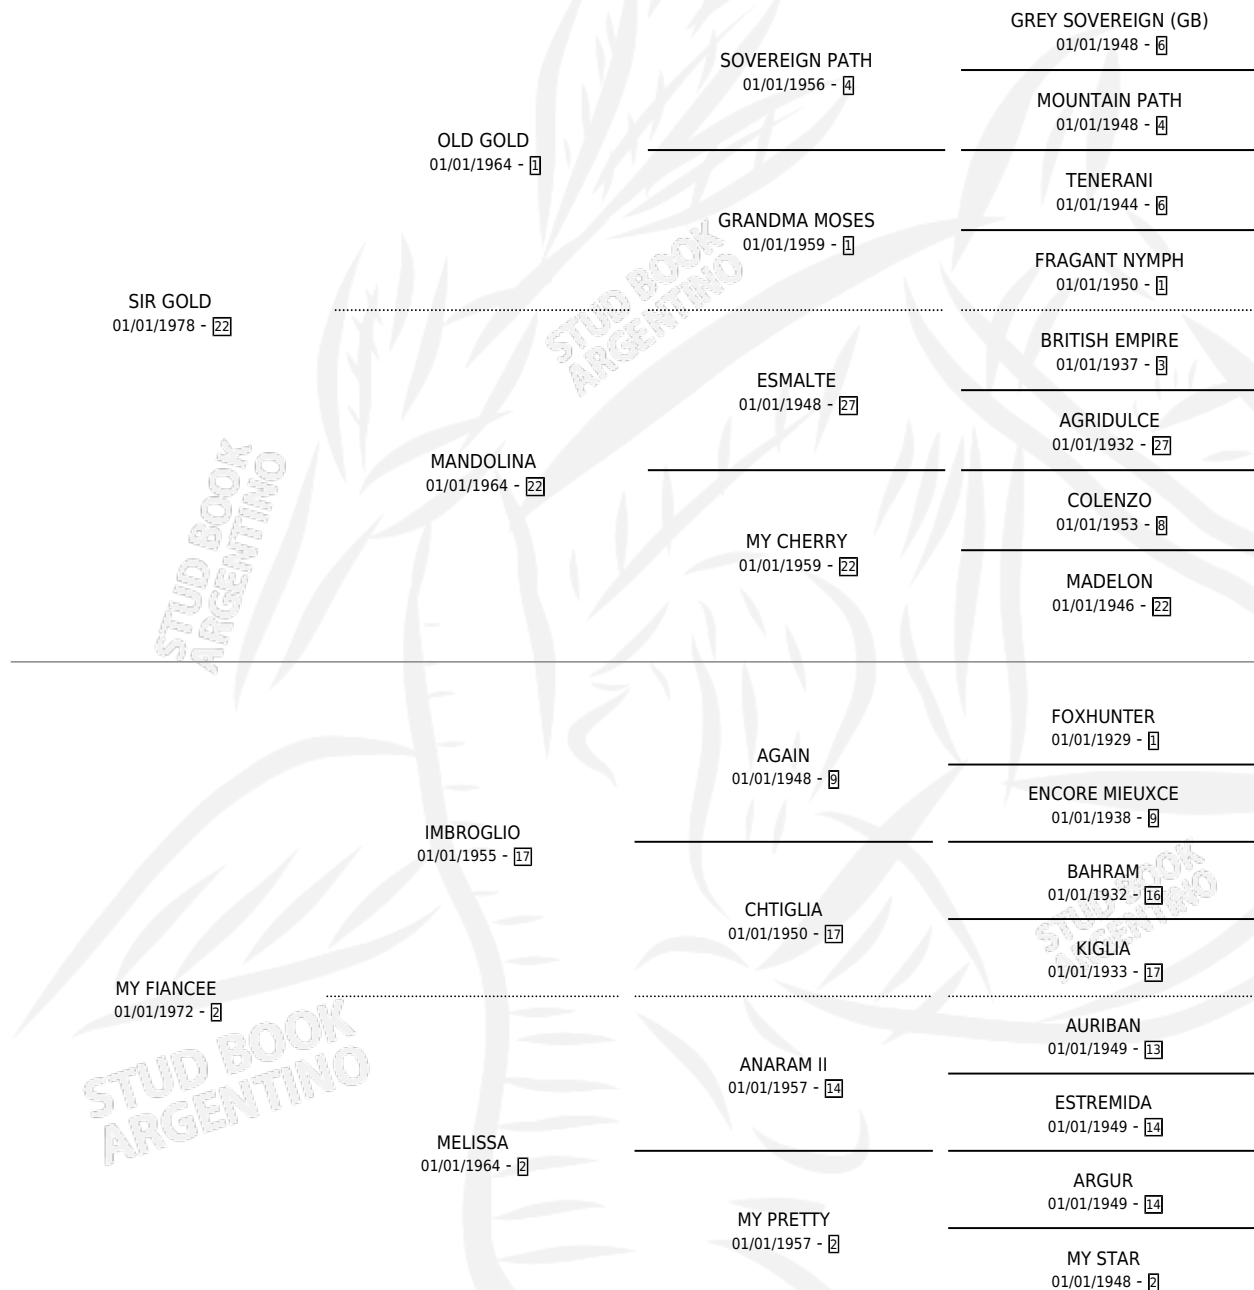 GREY SOVEREIGN (GB)
01/01/1948 - 6
SOVEREIGN PATH
01/01/1956 - 4
MOUNTAIN PATH
01/01/1948 - 4
OLD GOLD
01/01/1964 - 1
TENERANI
01/01/1944 - 6
GRANDMA MOSES
01/01/1959 - 1
FRAGANT NYMPH
01/01/1950 - 1
SIR GOLD
01/01/1978 - 22
BRITISH EMPIRE
01/01/1937 - 3
ESMALTE
01/01/1948 - 27
AGRIDULCE
01/01/1932 - 27
MANDOLINA
01/01/1964 - 22
COLENZO
01/01/1953 - 8
MY CHERRY
01/01/1959 - 22
MADELON
01/01/1946 - 22
FOXHUNTER
01/01/1929 - 1
AGAIN
01/01/1948 - 9
ENCORE MIEUXCE
01/01/1938 - 9
IMBROGLIO
01/01/1955 - 17
BAHRAM
01/01/1932 - 16
CHTIGLIA
01/01/1950 - 17
KIGLIA
01/01/1933 - 17
MY FIANCEE
01/01/1972 - 2
AURIBAN
01/01/1949 - 13
ANARAM II
01/01/1957 - 14
ESTREMIDA
01/01/1949 - 14
MELISSA
01/01/1964 - 2
ARGUR
01/01/1949 - 14
MY PRETTY
01/01/1957 - 2
MY STAR
01/01/1948 - 2
STUD BOOK
ARGENTINO
STUD BOOK
ARGENTINO
STUD BOOK
ARGENTINO
STUD BOOK
ARGENTINO